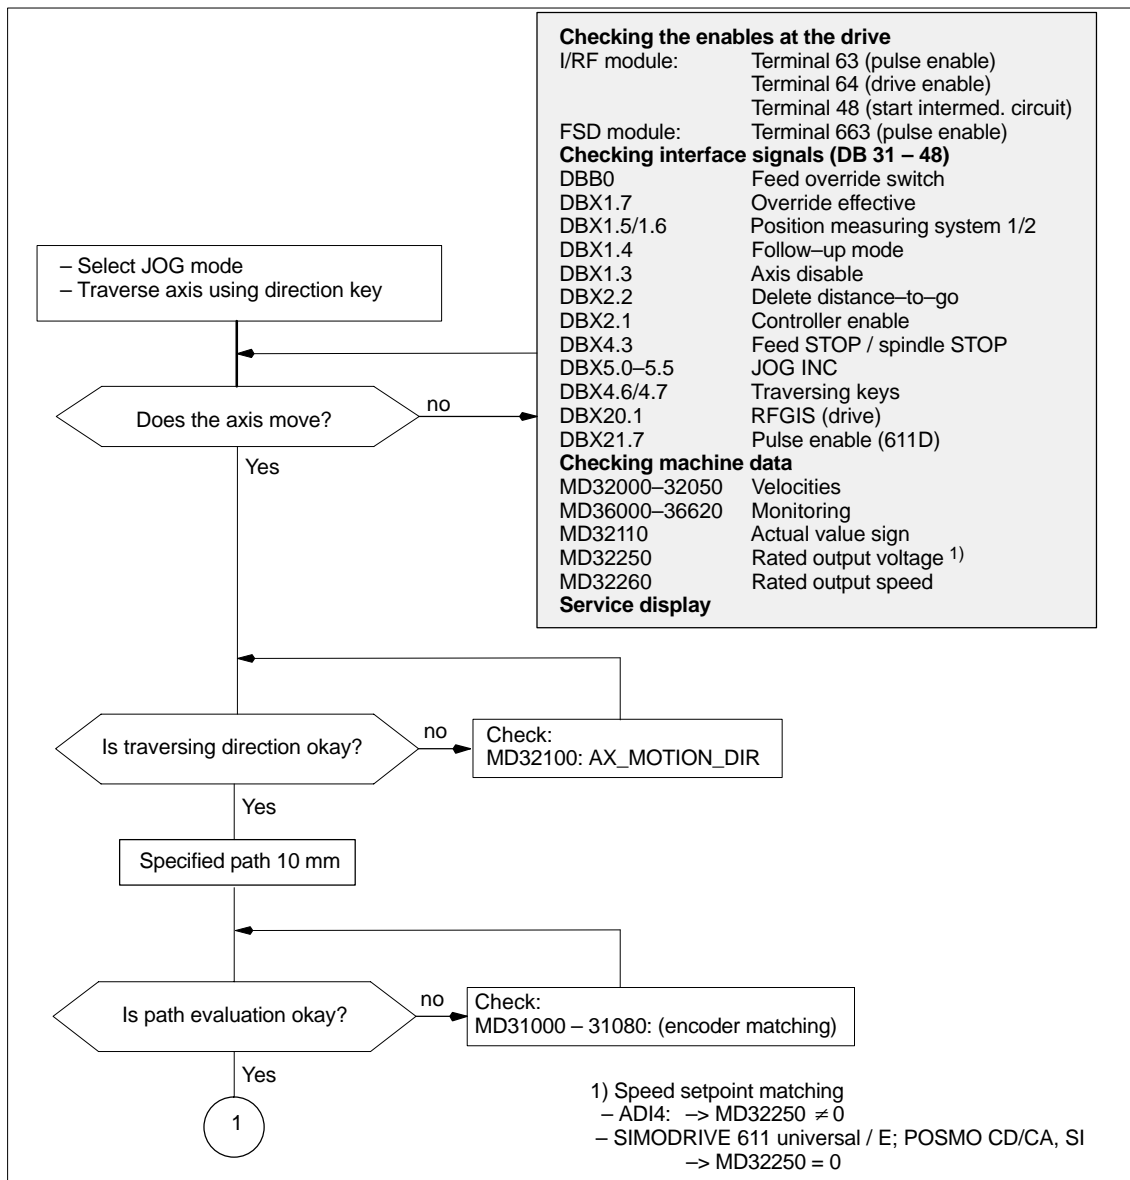 – Select JOG mode
– Traverse axis using direction key
Does the axis move?
no
Yes
Checking the enables at the drive
I/RF module: Terminal 63 (pulse enable)
Terminal 64 (drive enable)
Terminal 48 (start intermed. circuit)
FSD module: Terminal 663 (pulse enable)
Checking interface signals (DB 31 – 48)
DBB0 Feed override switch
DBX1.7 Override effective
DBX1.5/1.6 Position measuring system 1/2
DBX1.4 Follow–up mode
DBX1.3 Axis disable
DBX2.2 Delete distance–to–go
DBX2.1 Controller enable
DBX4.3 Feed STOP / spindle STOP
DBX5.0–5.5 JOG INC
DBX4.6/4.7 Traversing keys
DBX20.1 RFGIS (drive)
DBX21.7 Pulse enable (611D)
Checking machine data
MD32000–32050 Velocities
MD36000–36620 Monitoring
MD32110 Actual value sign
MD32250 Rated output voltage 1)
MD32260 Rated output speed
Service display
Is traversing direction okay?
no
Check:
MD32100: AX_MOTION_DIR
Yes
Specified path 10 mm
Is path evaluation okay?
no
Check:
MD31000 – 31080: (encoder matching)
Yes
1
1) Speed setpoint matching
– ADI4: –> MD32250 ≠ 0
– SIMODRIVE 611 universal / E; POSMO CD/CA, SI
–> MD32250 = 0